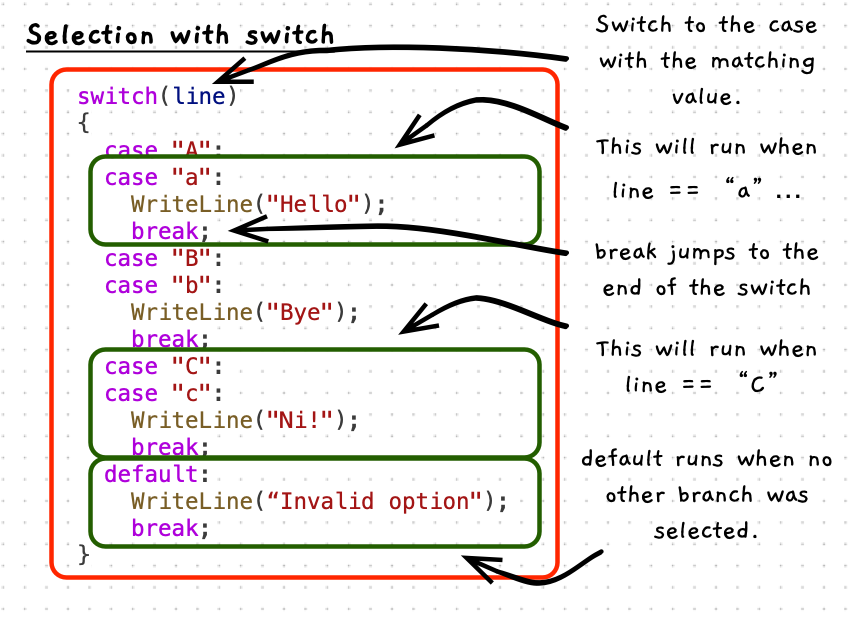 Selection with switch
switch(line)
{
case "A":
case "a":
WriteLine("Hello");
break;
case "B":
case "b":
WriteLine("Bye");
break;
case "C":
case "c":
WriteLine("Ni!");
break;
default:
WriteLine(“Invalid option");
break;
}
Switch to the case
with the matching
value.
This will run when
line == “a” ...
break jumps to the
end of the switch
This will run when
line == “C”
default runs when no
other branch was
selected.